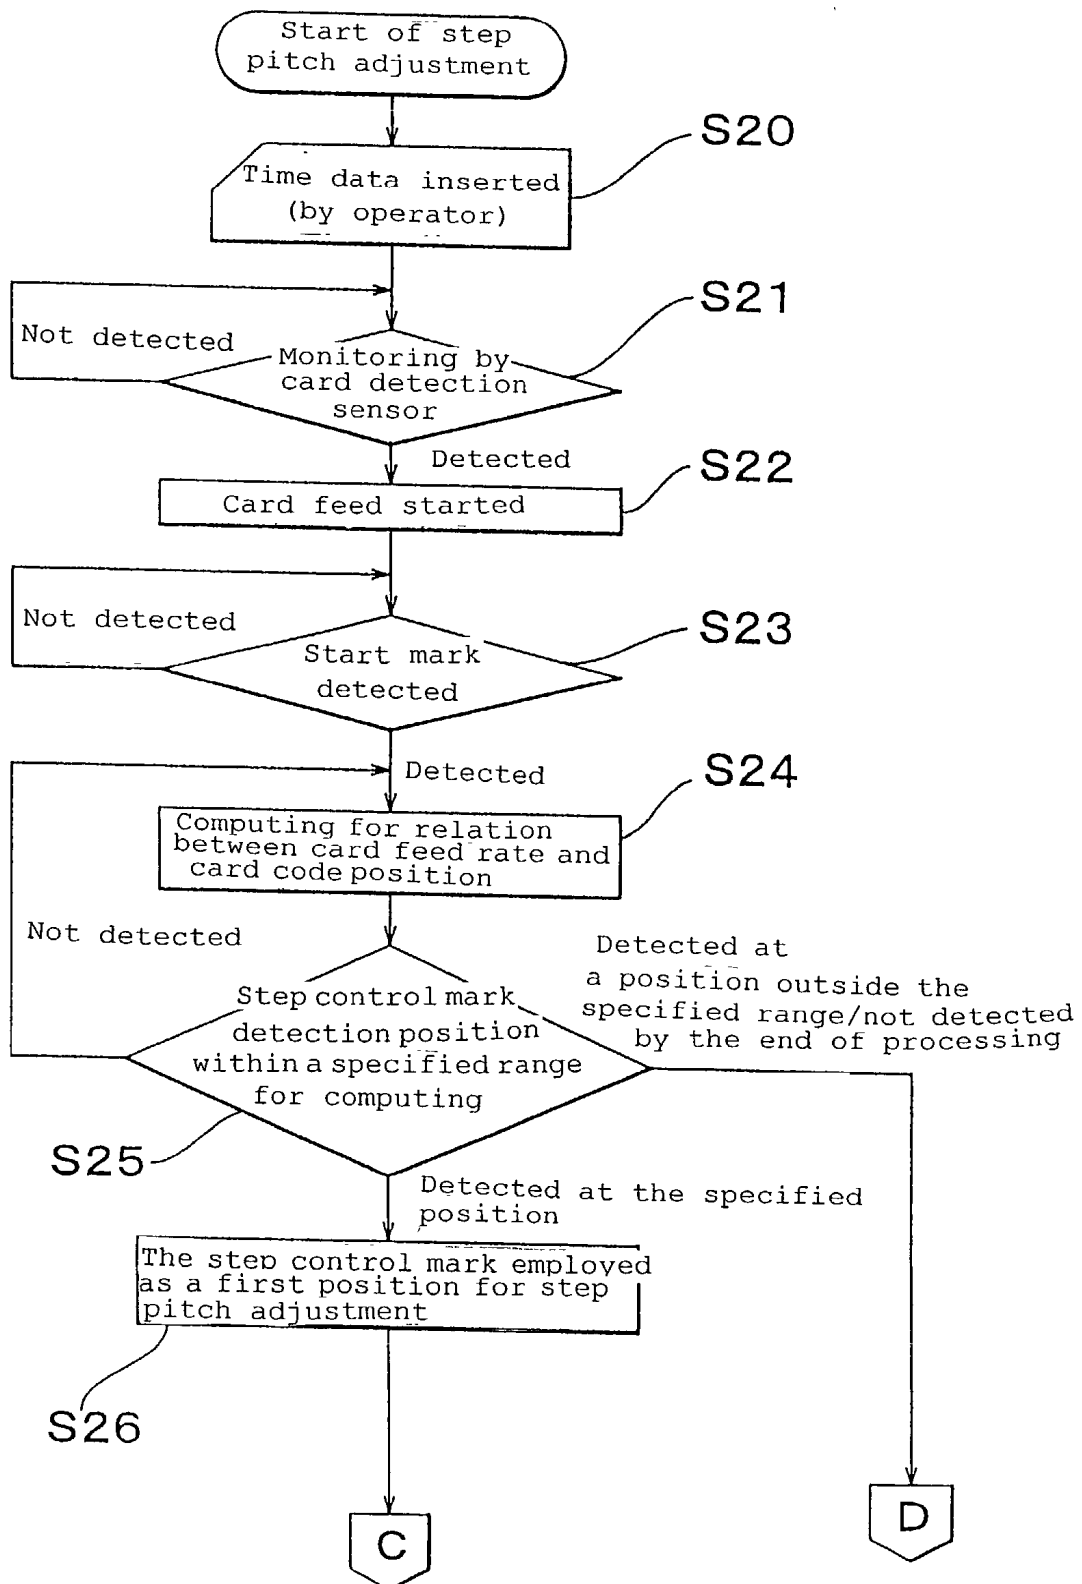 Start of step
pitch adjustment
S20
Time data inserted
(by operator)
S21
Not detected
Monitoring by
card detection
sensor
Detected
S22
Card feed started
Not detected
S23
Start mark
detected
Detected
S24
Computing for relation
between card feed rate and
card code position
Not detected
Detected at
a position outside the
specified range/not detected
by the end of processing
Step control mark
detection position
within a specified range
for computing
S25
Detected at the specified
position
The step control mark employed
as a first position for step
pitch adjustment
S26
C
D